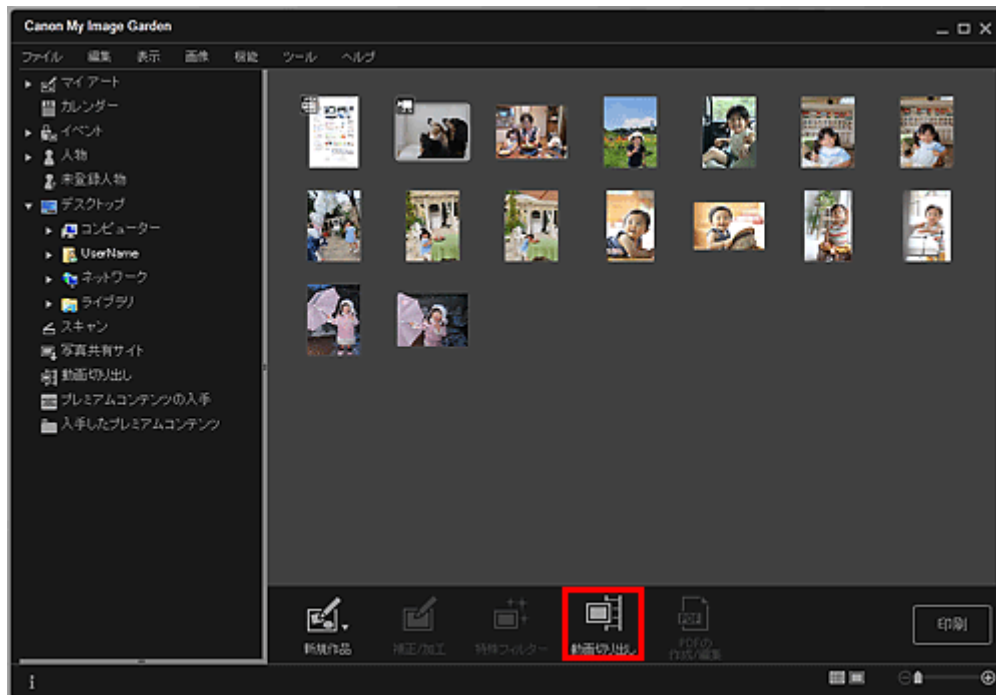 Canon My Image Garden
ファイル 編集 表示 画像 機能 ツール ヘルプ
マイ アート
カレンダー
イベント
人物
未登録人物
デスクトップ
コンピューター
UserName
ネットワーク
ライブラリ
スキャン
写真共有サイト
動画切り出し
プレミアムコンテンツの入手
入手したプレミアムコンテンツ
新規作品
補正/加工
特殊フィルター
動画切り出し
PDF
PDFの
作成/編集
印刷